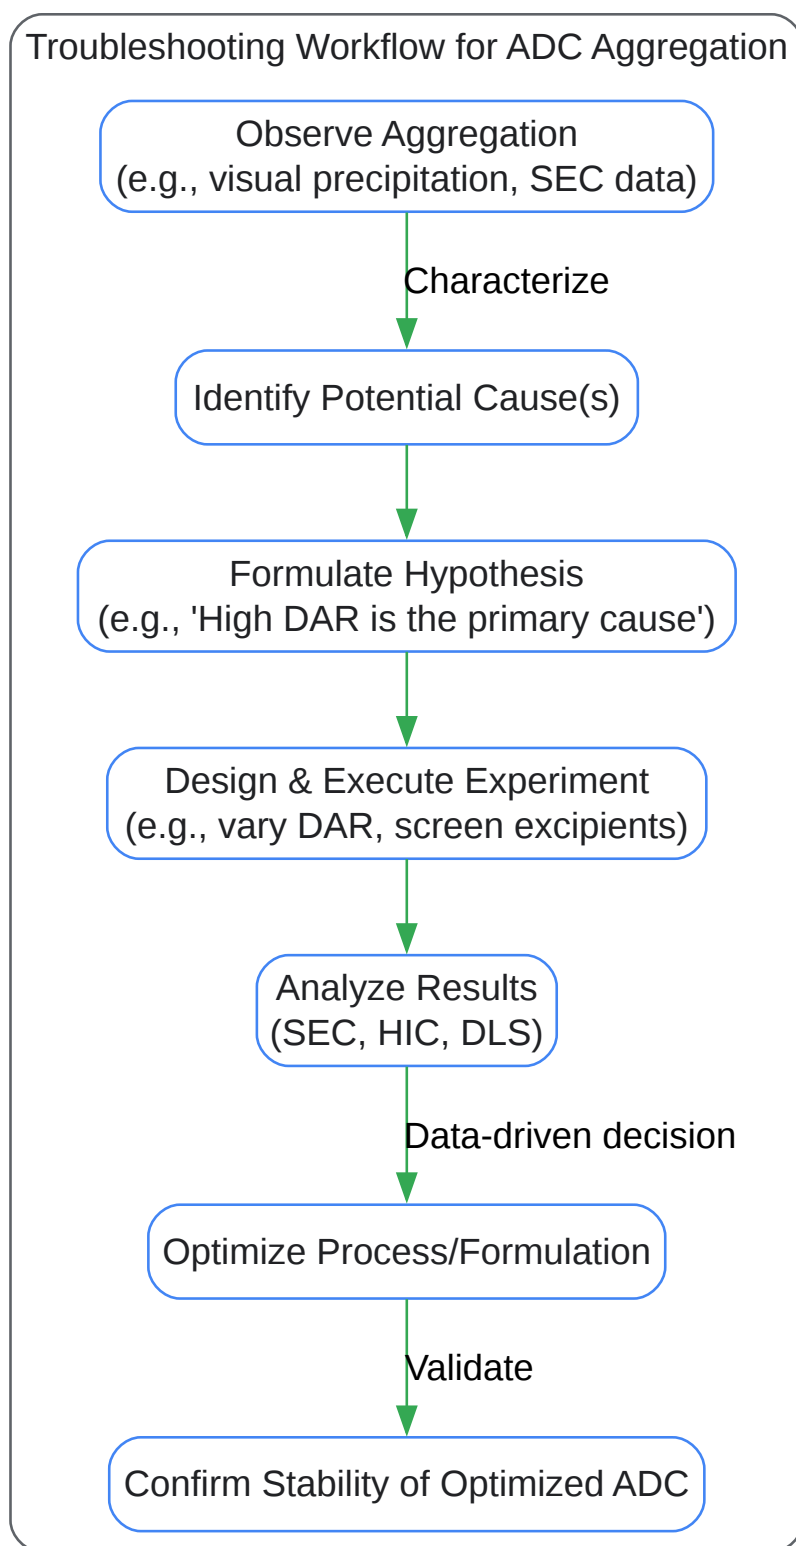 Troubleshooting Workflow for ADC Aggregation
Observe Aggregation
(e.g., visual precipitation, SEC data)
Characterize
Identify Potential Cause(s)
Formulate Hypothesis
(e.g., 'High DAR is the primary cause')
Design & Execute Experiment
(e.g., vary DAR, screen excipients)
Analyze Results
(SEC, HIC, DLS)
Data-driven decision
Optimize Process/Formulation
Validate
Confirm Stability of Optimized ADC